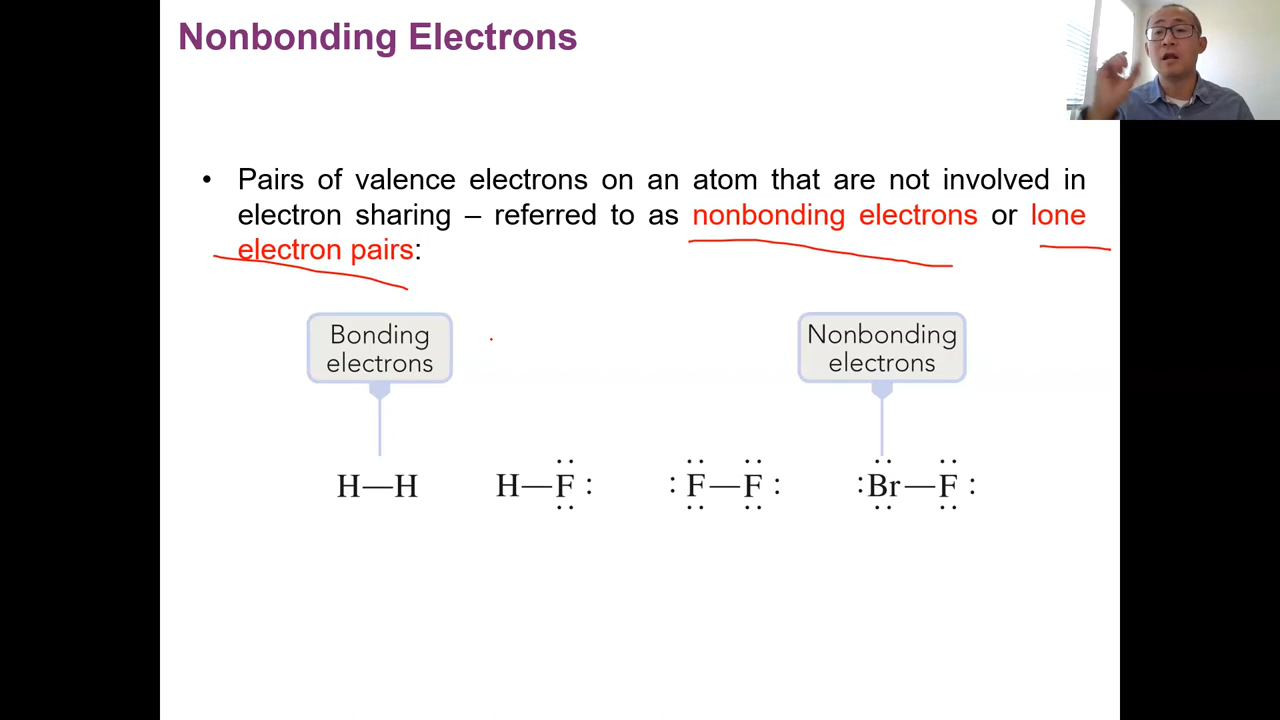 Nonbonding Electrons
• Pairs of valence electrons on an atom that are not involved in
electron sharing – referred to as nonbonding electrons or lone
electron pairs:
Bonding
electrons
Nonbonding
electrons
H—H
H—F:
:F—F:
:Br—F: